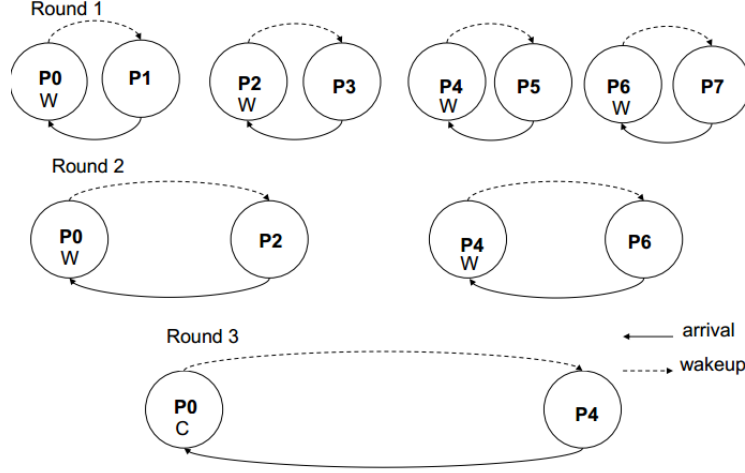 Round 1
P0 P1 P2 P3 P4 P5 P6 P7
W W W W
Round 2
P0 P2 P4 P6
W W
Round 3
arrival
wakeup
P0 P4
C